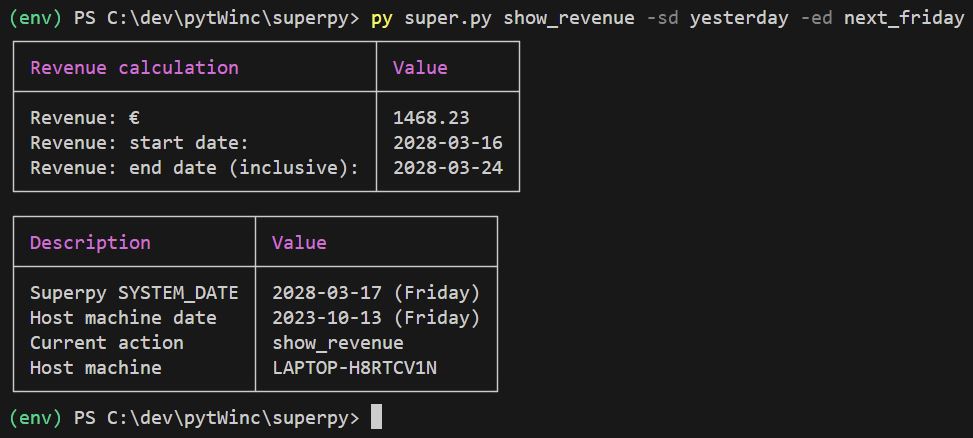 (env) PS C:\dev\pytWinc\superpy> py super.py show_revenue -sd yesterday -ed next_friday
Revenue calculation Value
Revenue: € 1468.23
Revenue: start date: 2028-03-16
Revenue: end date (inclusive): 2028-03-24
Description Value
Superpy SYSTEM_DATE 2028-03-17 (Friday)
Host machine date 2023-10-13 (Friday)
Current action show_revenue
Host machine LAPTOP-H8RTCV1N
(env) PS C:\dev\pytWinc\superpy>